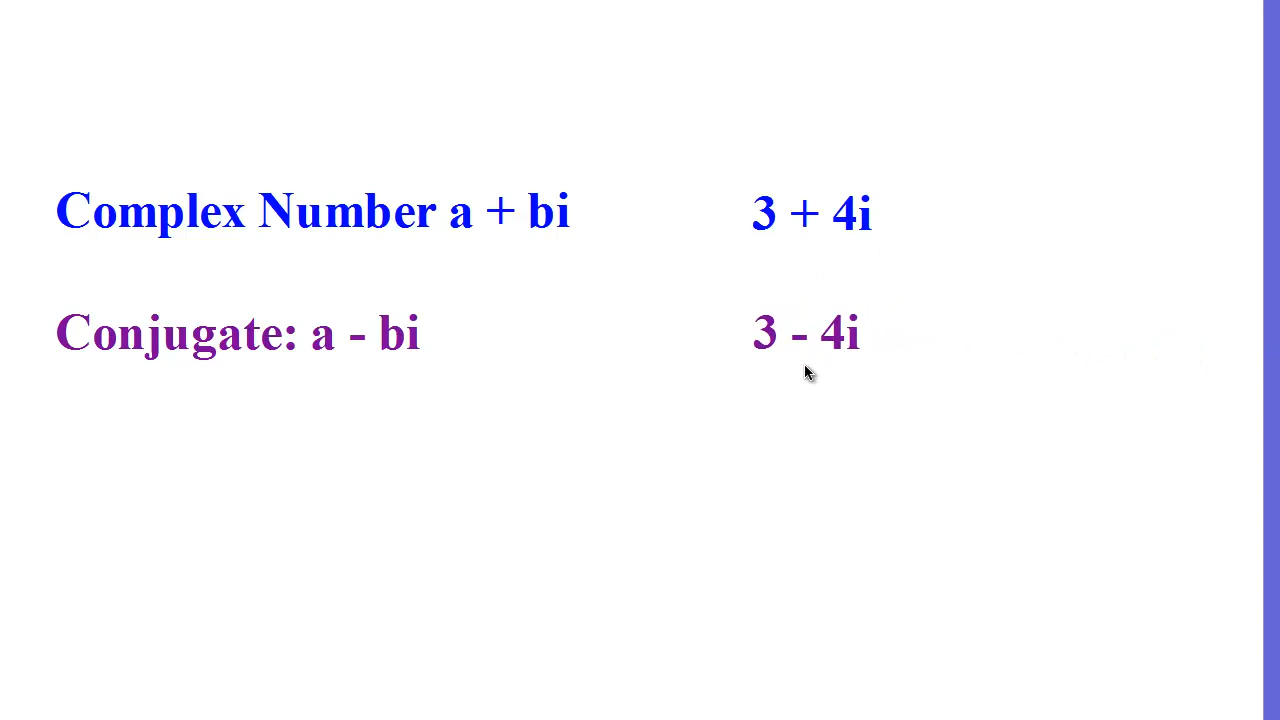 Complex Number a + bi 3 + 4i
Conjugate: a - bi 3 - 4i